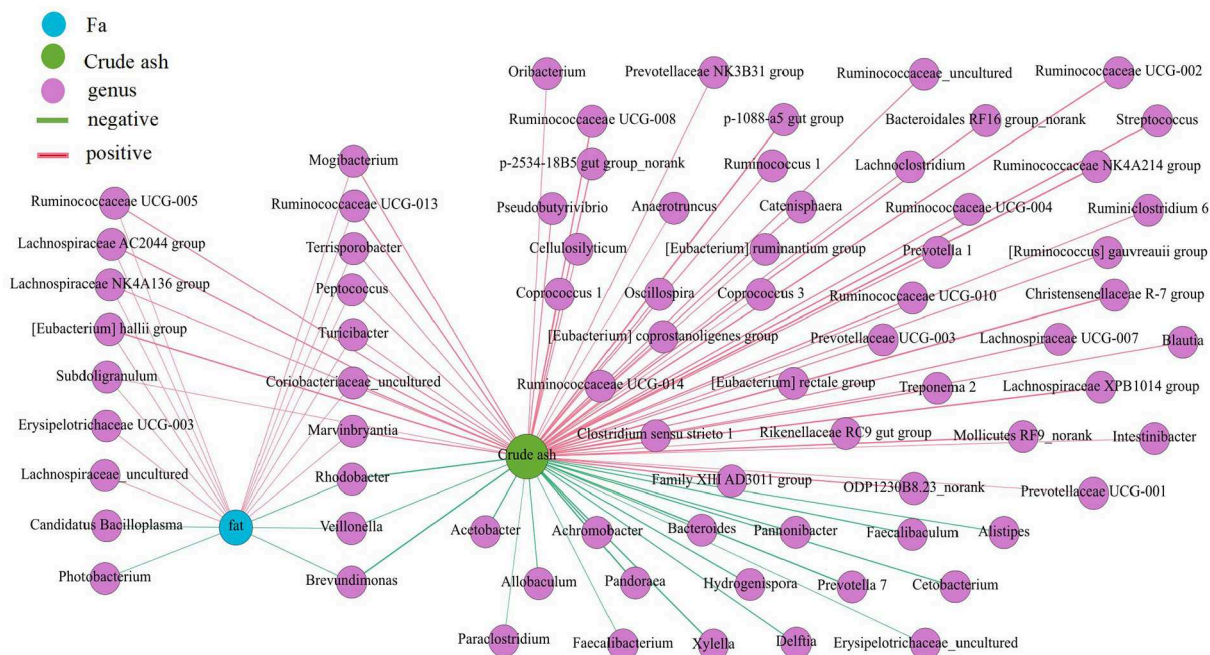 Fa
Crude ash
genus
negative
positive
Oribacterium
Prevotellaceae NK3B31 group
Ruminococcaceae_uncultured
Ruminococcaceae UCG-002
Ruminococcaceae UCG-008
p-1088-a5 gut group
Bacteroidales RF16 group_norank
Streptococcus
Mogibacterium
p-2534-18B5 gut group_norank
Ruminococcus 1
Lachnoclostridium
Ruminococcaceae NK4A214 group
Ruminococcaceae UCG-005
Ruminococcaceae UCG-013
Pseudobutyrivibrio
Anaerotruncus
Catenisphaera
Ruminococcaceae UCG-004
Ruminiclostridium 6
Lachnospiraceae AC2044 group
Terrisporobacter
Cellulosilyticum
[Eubacterium] ruminantium group
Prevotella 1
[Ruminococcus] gauvreauii group
Lachnospiraceae NK4A136 group
Peptococcus
Coprococcus 1
Oscillospira
Coprococcus 3
Ruminococcaceae UCG-010
Christensenellaceae R-7 group
[Eubacterium] hallii group
Turicibacter
[Eubacterium] coprostanoligenes group
Prevotellaceae UCG-003
Lachnospiraceae UCG-007
Blautia
Subdoligranulum
Coriobacteriaceae_uncultured
Ruminococcaceae UCG-014
[Eubacterium] rectale group
Treponema 2
Lachnospiraceae XPB1014 group
Erysipelotrichaceae UCG-003
Marvinbryantia
Clostridium sensu stricto 1
Rikenellaceae RC9 gut group
Mollicutes RF9_norank
Intestinibacter
Crude ash
Lachnospiraceae_uncultured
Rhodobacter
Family XIII AD3011 group
ODP1230B8.23_norank
Prevotellaceae UCG-001
Candidatus Bacilloplasma
fat
Veillonella
Acetobacter
Achromobacter
Bacteroides
Pannonibacter
Faecalibaculum
Alistipes
Photobacterium
Brevundimonas
Allobaculum
Pandoraea
Hydrogenispora
Prevotella 7
Cetobacterium
Paraclostridium
Faecalibacterium
Xylella
Delftia
Erysipelotrichaceae_uncultured